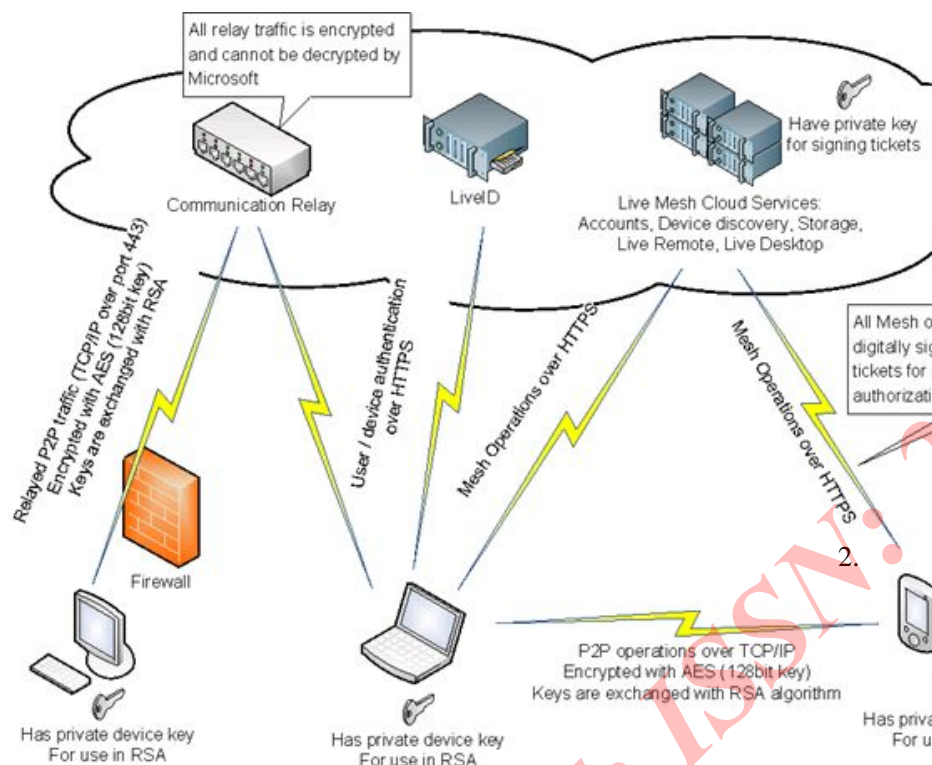 All relay traffic is encrypted
and cannot be decrypted by
Microsoft
Communication Relay
LiveID
Have private key
for signing tickets
Live Mesh Cloud Services:
Accounts, Device discovery, Storage,
Live Remote, Live Desktop
Relayed P2P traffic (TCP/IP over port 443)
Encrypted with AES (128bit key)
Keys are exchanged with RSA
User / device authentication
over HTTPS
Mesh Operations over HTTPS
Mesh Operations over HTTPS
All Mesh o
digitally sig
tickets for
authorizati
Firewall
2.
P2P operations over TCP/IP
Encrypted with AES (128bit key)
Keys are exchanged with RSA algorithm
Has private device key
For use in RSA
Has private device key
For use in RSA
Has priva
For u
ISSN: